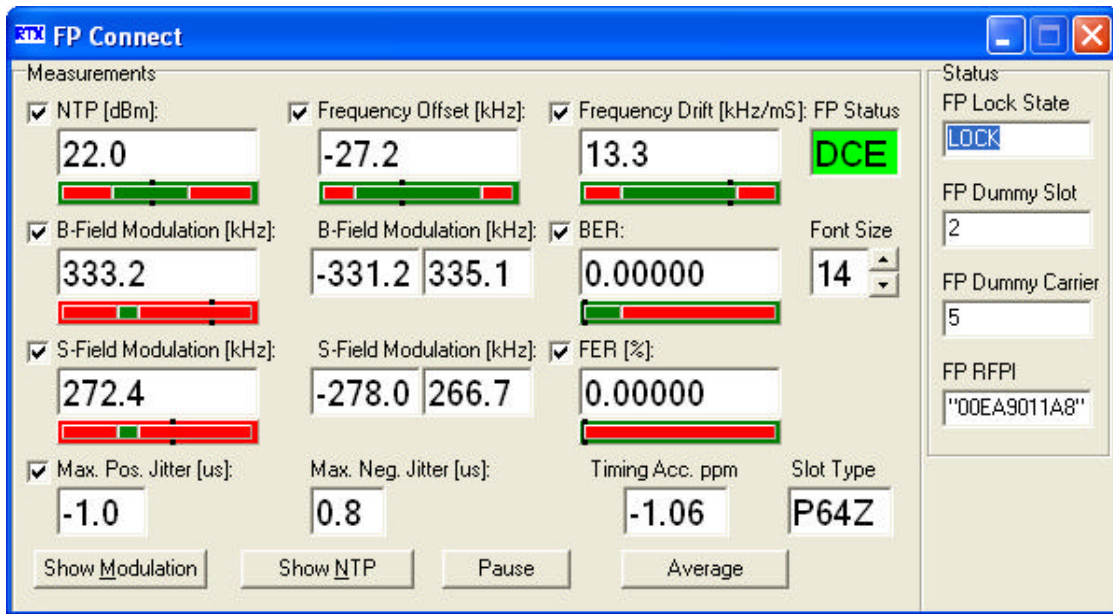 RTX FP Connect
Measurements
Status
NTP [dBm]:
Frequency Offset [kHz]:
Frequency Drift [kHz/mS]:
FP Status
FP Lock State
22.0
-27.2
13.3
DCE
LOCK
FP Dummy Slot
2
B-Field Modulation [kHz]:
B-Field Modulation [kHz]:
BER:
Font Size
333.2
-331.2
335.1
0.00000
14
FP Dummy Carrier
5
S-Field Modulation [kHz]:
S-Field Modulation [kHz]:
FER [%]:
FP RFPI
272.4
-278.0
266.7
0.00000
"00EA9011A8"
Max. Pos. Jitter [us]:
Max. Neg. Jitter [us]:
Timing Acc. ppm
Slot Type
-1.0
0.8
-1.06
P64Z
Show Modulation
Show NTP
Pause
Average